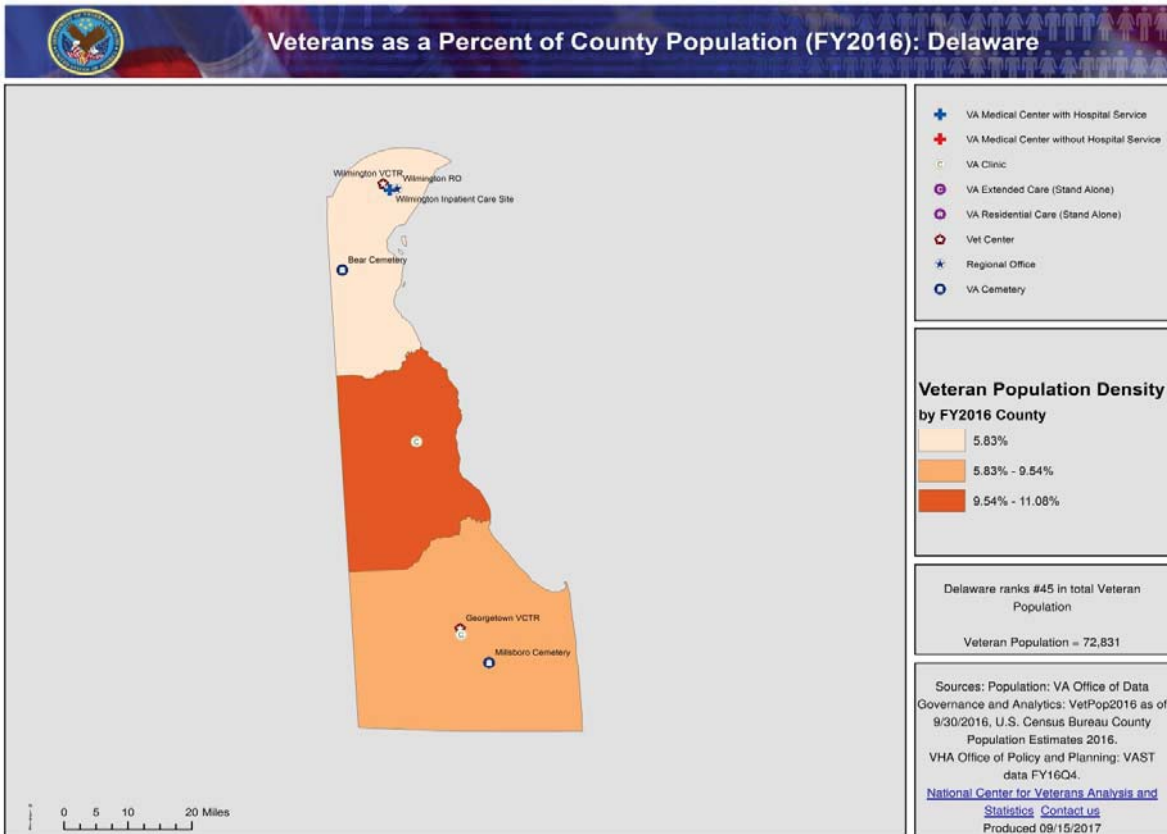 Veterans as a Percent of County Population (FY2016): Delaware
Wilmington VCTR
Wilmington RO
Wilmington Inpatient Care Site
Bear Cemetery
C
Georgetown VCTR
C
Millsboro Cemetery
0 5 10 20 Miles
VA Medical Center with Hospital Service
VA Medical Center without Hospital Service
C VA Clinic
VA Extended Care (Stand Alone)
VA Residential Care (Stand Alone)
Vet Center
Regional Office
VA Cemetery
Veteran Population Density
by FY2016 County
5.83%
5.83% - 9.54%
9.54% - 11.08%
Delaware ranks #45 in total Veteran
Population
Veteran Population = 72,831
Sources: Population: VA Office of Data
Governance and Analytics: VetPop2016 as of
9/30/2016, U.S. Census Bureau County
Population Estimates 2016.
VHA Office of Policy and Planning: VAST
data FY16Q4.
National Center for Veterans Analysis and
Statistics Contact us
Produced 09/15/2017